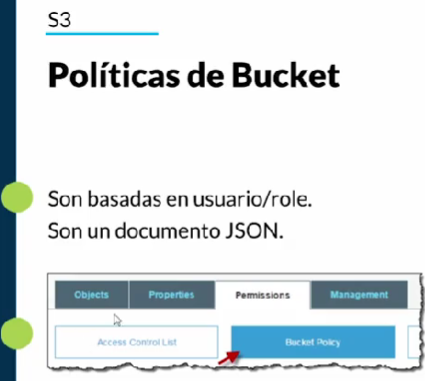 S3
Políticas de Bucket
Son basadas en usuario/role.
Son un documento JSON.
Objects Properties Permissions Management
Access Control List Bucket Policy